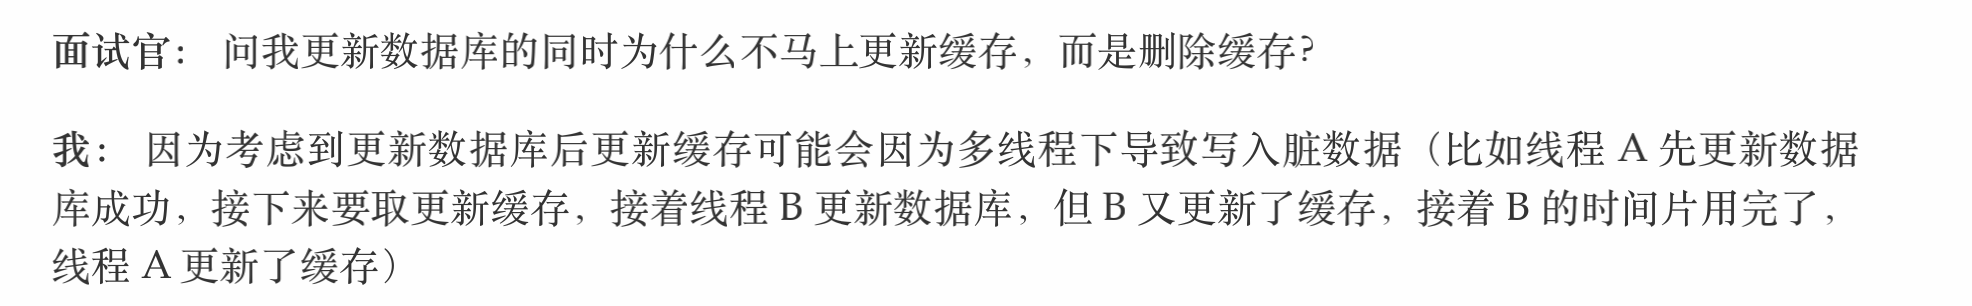 面试官： 问我更新数据库的同时为什么不马上更新缓存，而是删除缓存?
我： 因为考虑到更新数据库后更新缓存可能会因为多线程下导致写入脏数据（比如线程 A 先更新数据
库成功，接下来要取更新缓存，接着线程 B 更新数据库，但 B 又更新了缓存，接着 B 的时间片用完了，
线程 A 更新了缓存）